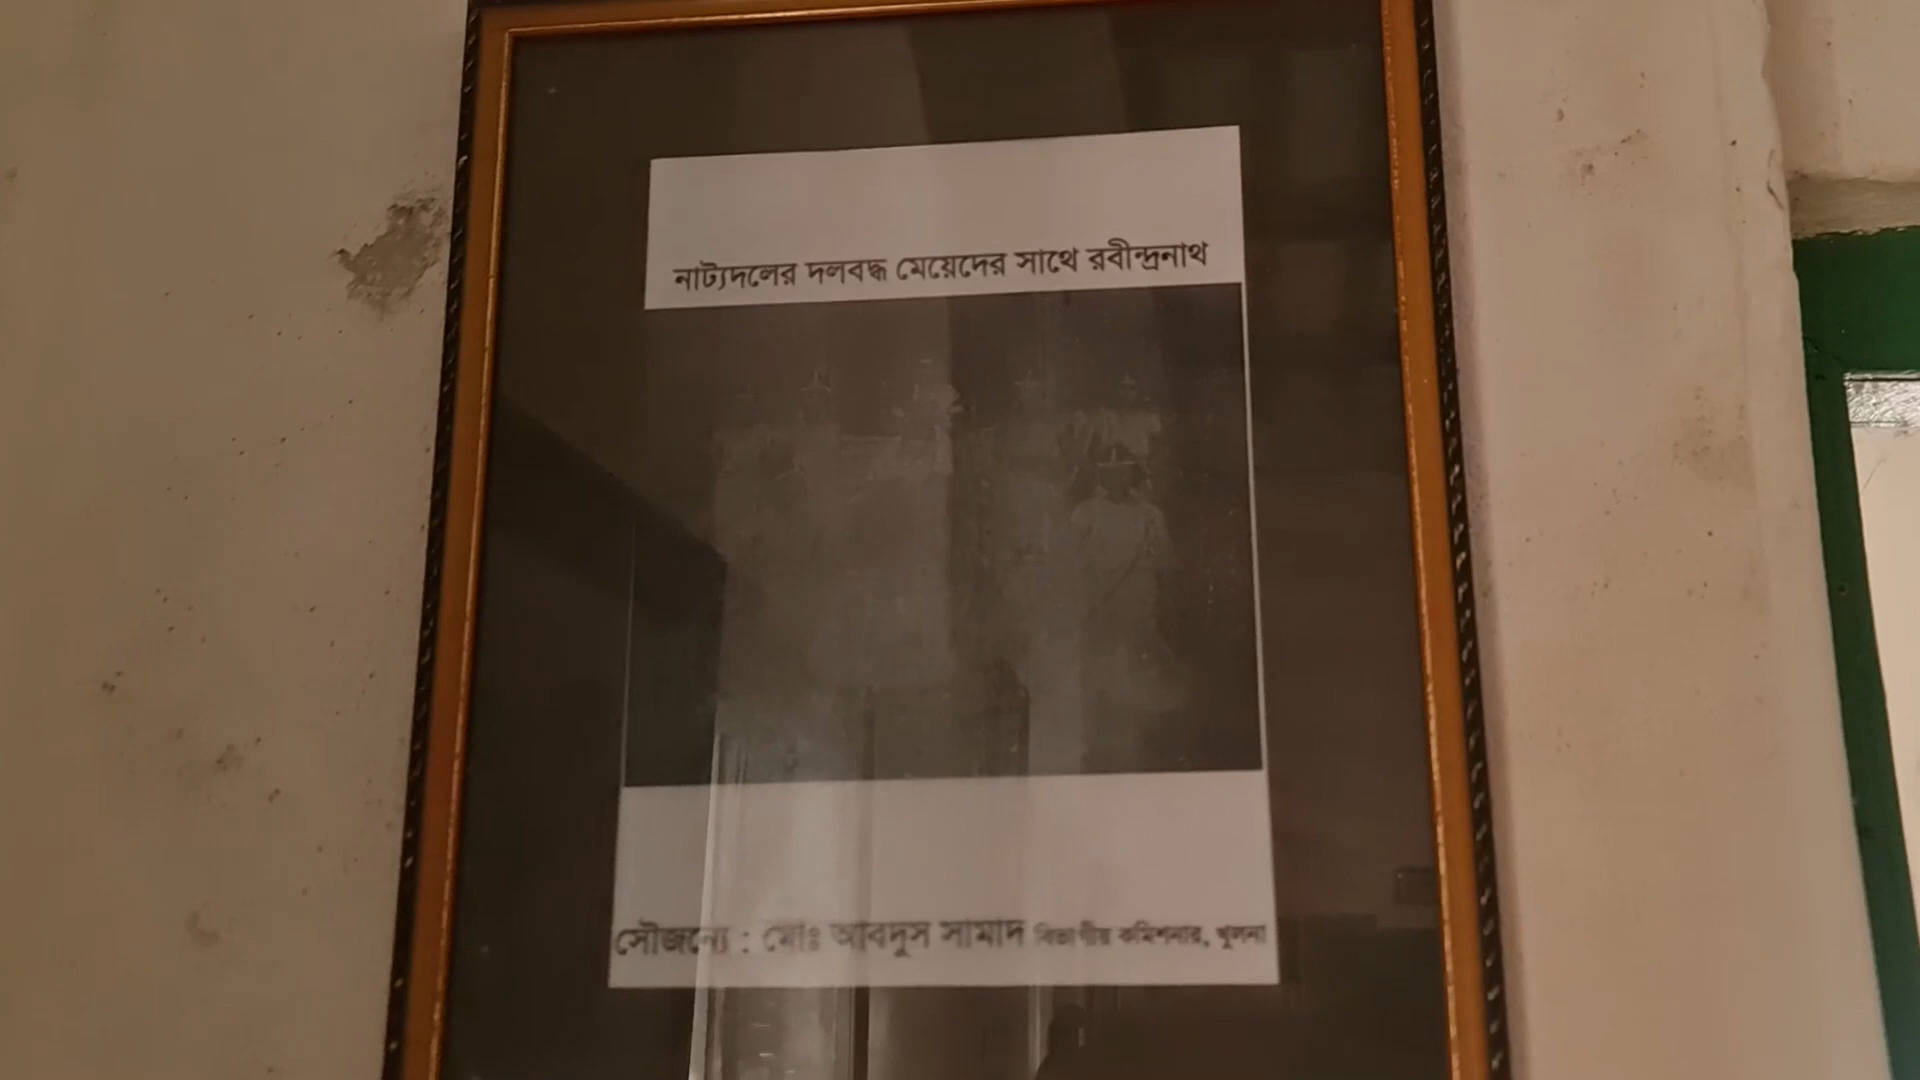 নাট্যদলের দলবদ্ধ মেয়েদের সাথে রবীন্দ্রনাথ
সৌজন্যে : মোঃ আবদুস সামাদ বিভাগীয় কমিশনার, খুলনা